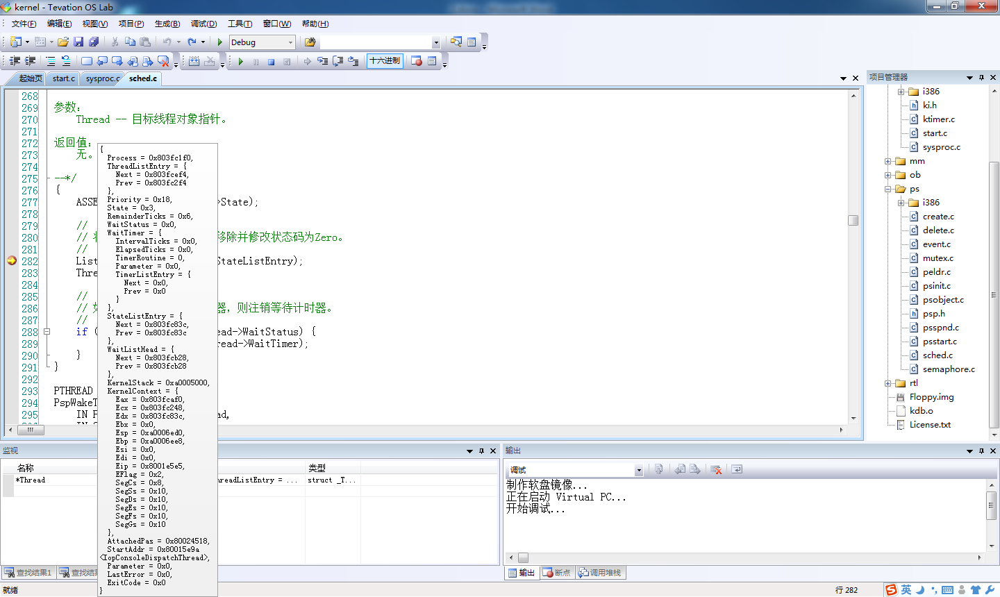 kernel - Tevation OS Lab
文件(F) 编辑(E) 视图(V) 项目(P) 生成(B) 调试(D) 工具(T) 窗口(W) 帮助(H)
Debug
十六进制
起始页 start.c sysproc.c sched.c
268
269 参数：
270 Thread -- 目标线程对象指针。
271
272 返回值：
273 无。
274
275 --*/
276 {
277 ASSE >State);
278
279 //
280 // 移除并修改状态码为Zero。
281 //
282 List StateListEntry);
283 Thre
284
285 //
286 // 器，则注销等待计时器。
287 //
288 if ( read->WaitStatus) {
289 read->WaitTimer);
290 }
291 }
292
293 PTHREAD
294 PspWakeT
295 IN P ad,
{
Process = 0x803fc1f0,
ThreadListEntry = {
Next = 0x803fcef4,
Prev = 0x803fc2f4
},
Priority = 0x18,
State = 0x3,
RemainderTicks = 0x6,
WaitStatus = 0x0,
WaitTimer = {
IntervalTicks = 0x0,
ElapsedTicks = 0x0,
TimerRoutine = 0,
Parameter = 0x0,
TimerListEntry = {
Next = 0x0,
Prev = 0x0
}
},
StateListEntry = {
Next = 0x803fc83c,
Prev = 0x803fc83c
},
WaitListHead = {
Next = 0x803fcb28,
Prev = 0x803fcb28
},
KernelStack = 0xa0005000,
KernelContext = {
Eax = 0x803fcaf0,
Ecx = 0x803fc248,
Edx = 0x803fc83c,
Ebx = 0x0,
Esp = 0xa0006ed0,
Ebp = 0xa0006ee8,
Esi = 0x0,
Edi = 0x0,
Eip = 0x8001e5e5,
EFlag = 0x2,
SegCs = 0x8,
SegSs = 0x10,
SegDs = 0x10,
SegEs = 0x10,
SegFs = 0x10,
SegGs = 0x10
},
AttachedPas = 0x80024518,
StartAddr = 0x80015e9a
<IopConsoleDispatchThread>,
Parameter = 0x0,
LastError = 0x0,
ExitCode = 0x0
}
项目管理器
i386
ki.h
ktimer.c
start.c
sysproc.c
mm
ob
ps
i386
create.c
delete.c
event.c
mutex.c
peldr.c
psinit.c
psobject.c
psp.h
psspnd.c
psstart.c
sched.c
semaphore.c
rtl
Floppy.img
kdb.o
License.txt
监视
名称 类型
*Thread hreadListEntry = ... struct _T...
查找结果1 查找结
输出
调试
制作软盘镜像...
正在启动 Virtual PC...
开始调试...
输出 断点 调用堆栈
就绪 行 282
英